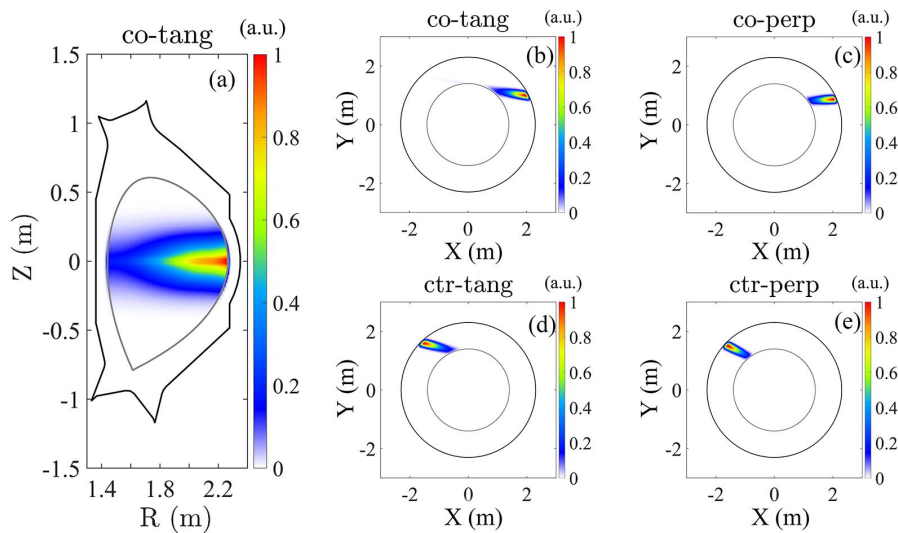 co-tang (a.u.)
(a)
1.5
1
0.5
0
-0.5
-1
-1.5
Z (m)
1.4 1.8 2.2
R (m)
1
0.8
0.6
0.4
0.2
0
co-tang (a.u.)
(b)
2
0
-2
Y (m)
-2 0 2
X (m)
1
0.8
0.6
0.4
0.2
0
co-perp (a.u.)
(c)
2
0
-2
Y (m)
-2 0 2
X (m)
1
0.8
0.6
0.4
0.2
0
ctr-tang (a.u.)
(d)
2
0
-2
Y (m)
-2 0 2
X (m)
1
0.8
0.6
0.4
0.2
0
ctr-perp (a.u.)
(e)
2
0
-2
Y (m)
-2 0 2
X (m)
1
0.8
0.6
0.4
0.2
0